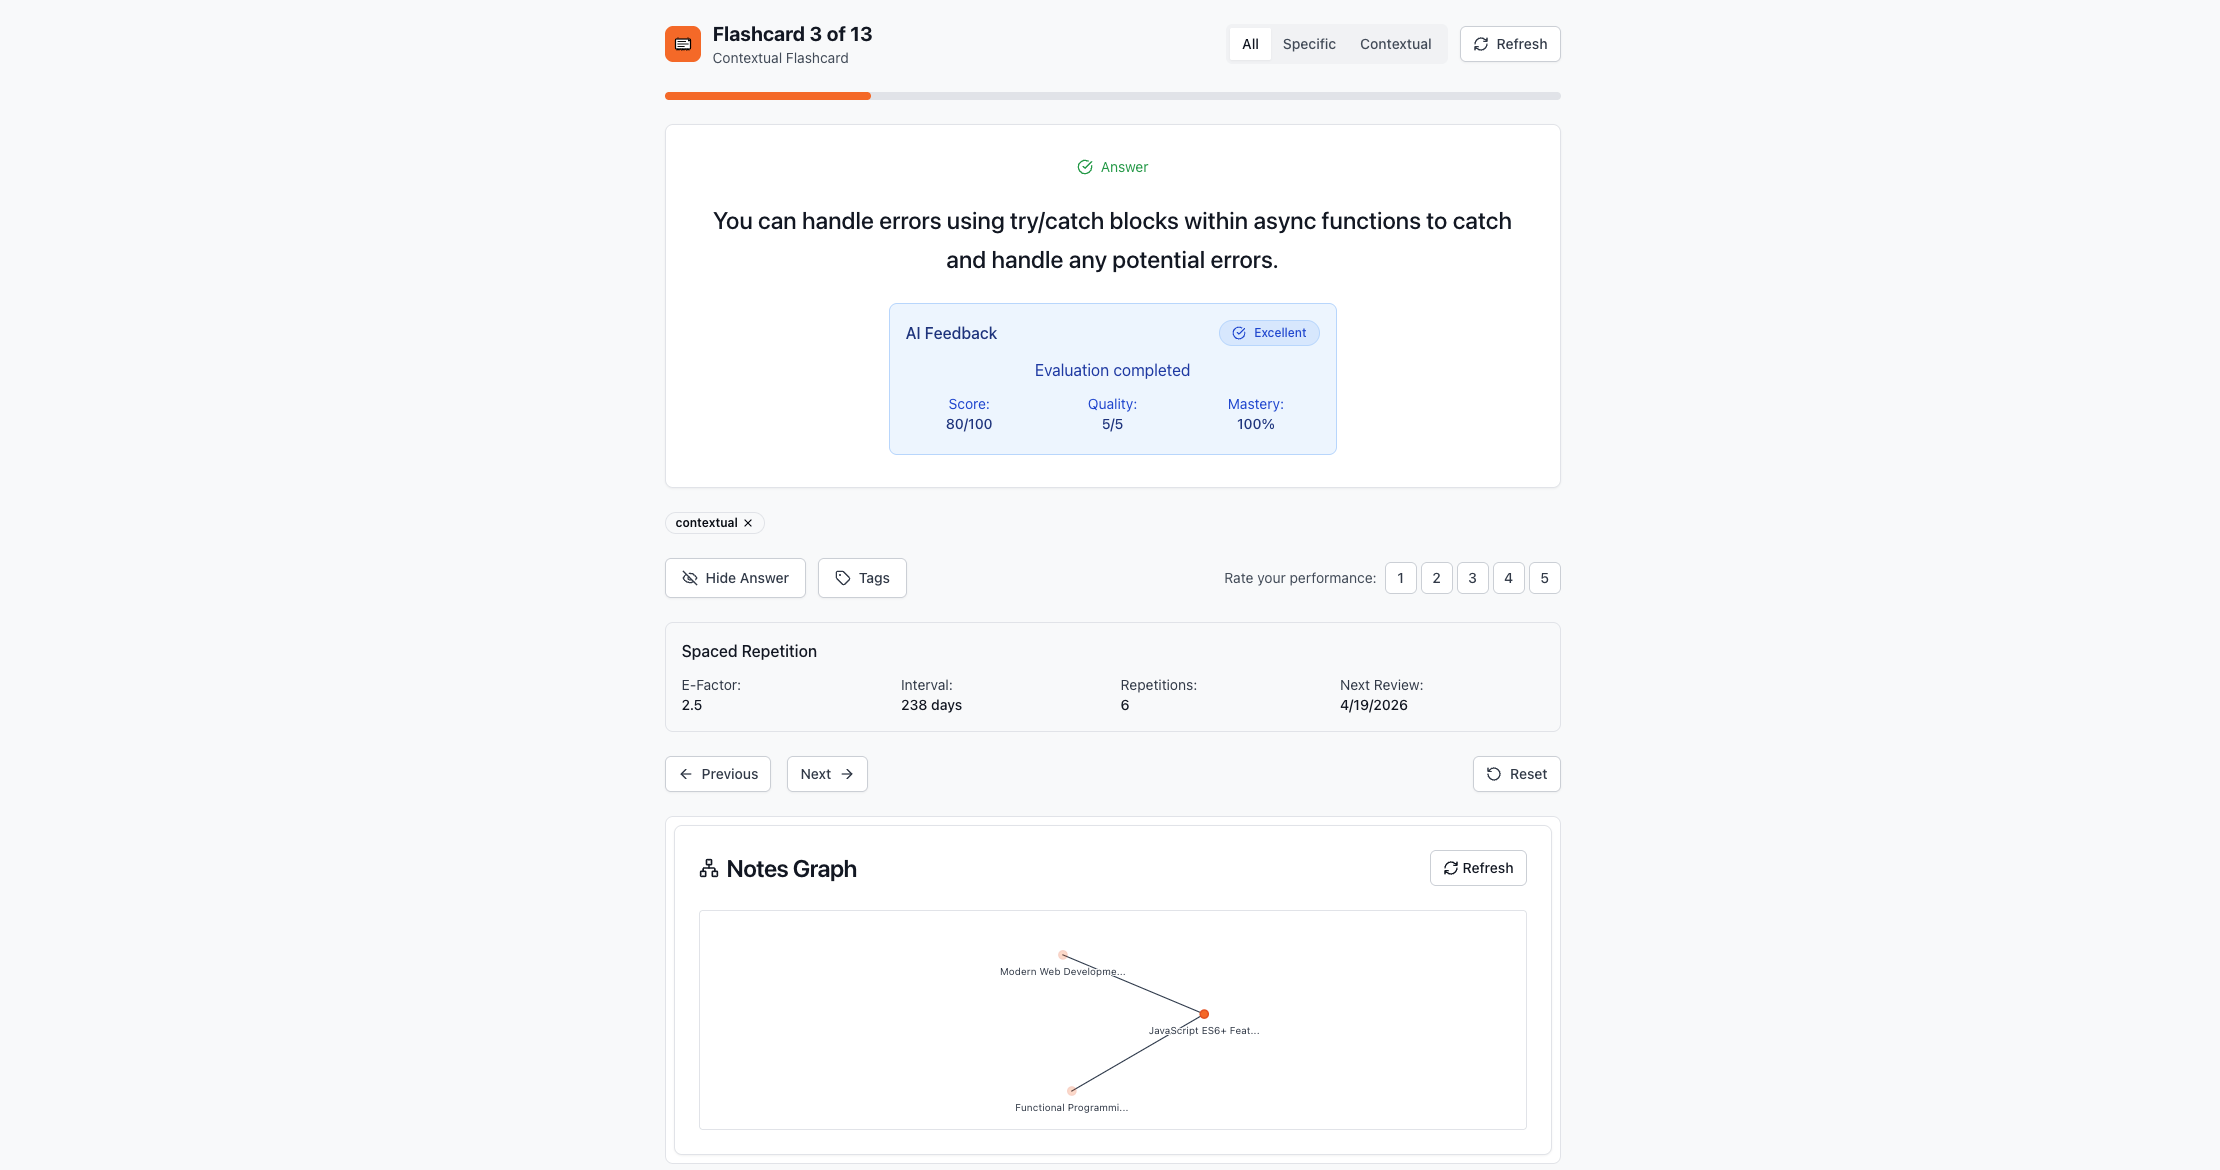 Flashcard 3 of 13
Contextual Flashcard
All Specific Contextual Refresh
Answer
You can handle errors using try/catch blocks within async functions to catch
and handle any potential errors.
AI Feedback Excellent
Evaluation completed
Score: Quality: Mastery:
80/100 5/5 100%
contextual
Hide Answer Tags Rate your performance: 1 2 3 4 5
Spaced Repetition
E-Factor: Interval: Repetitions: Next Review:
2.5 238 days 6 4/19/2026
Previous Next Reset
Notes Graph Refresh
Modern Web Developme...
JavaScript ES6+ Feat...
Functional Programmi...